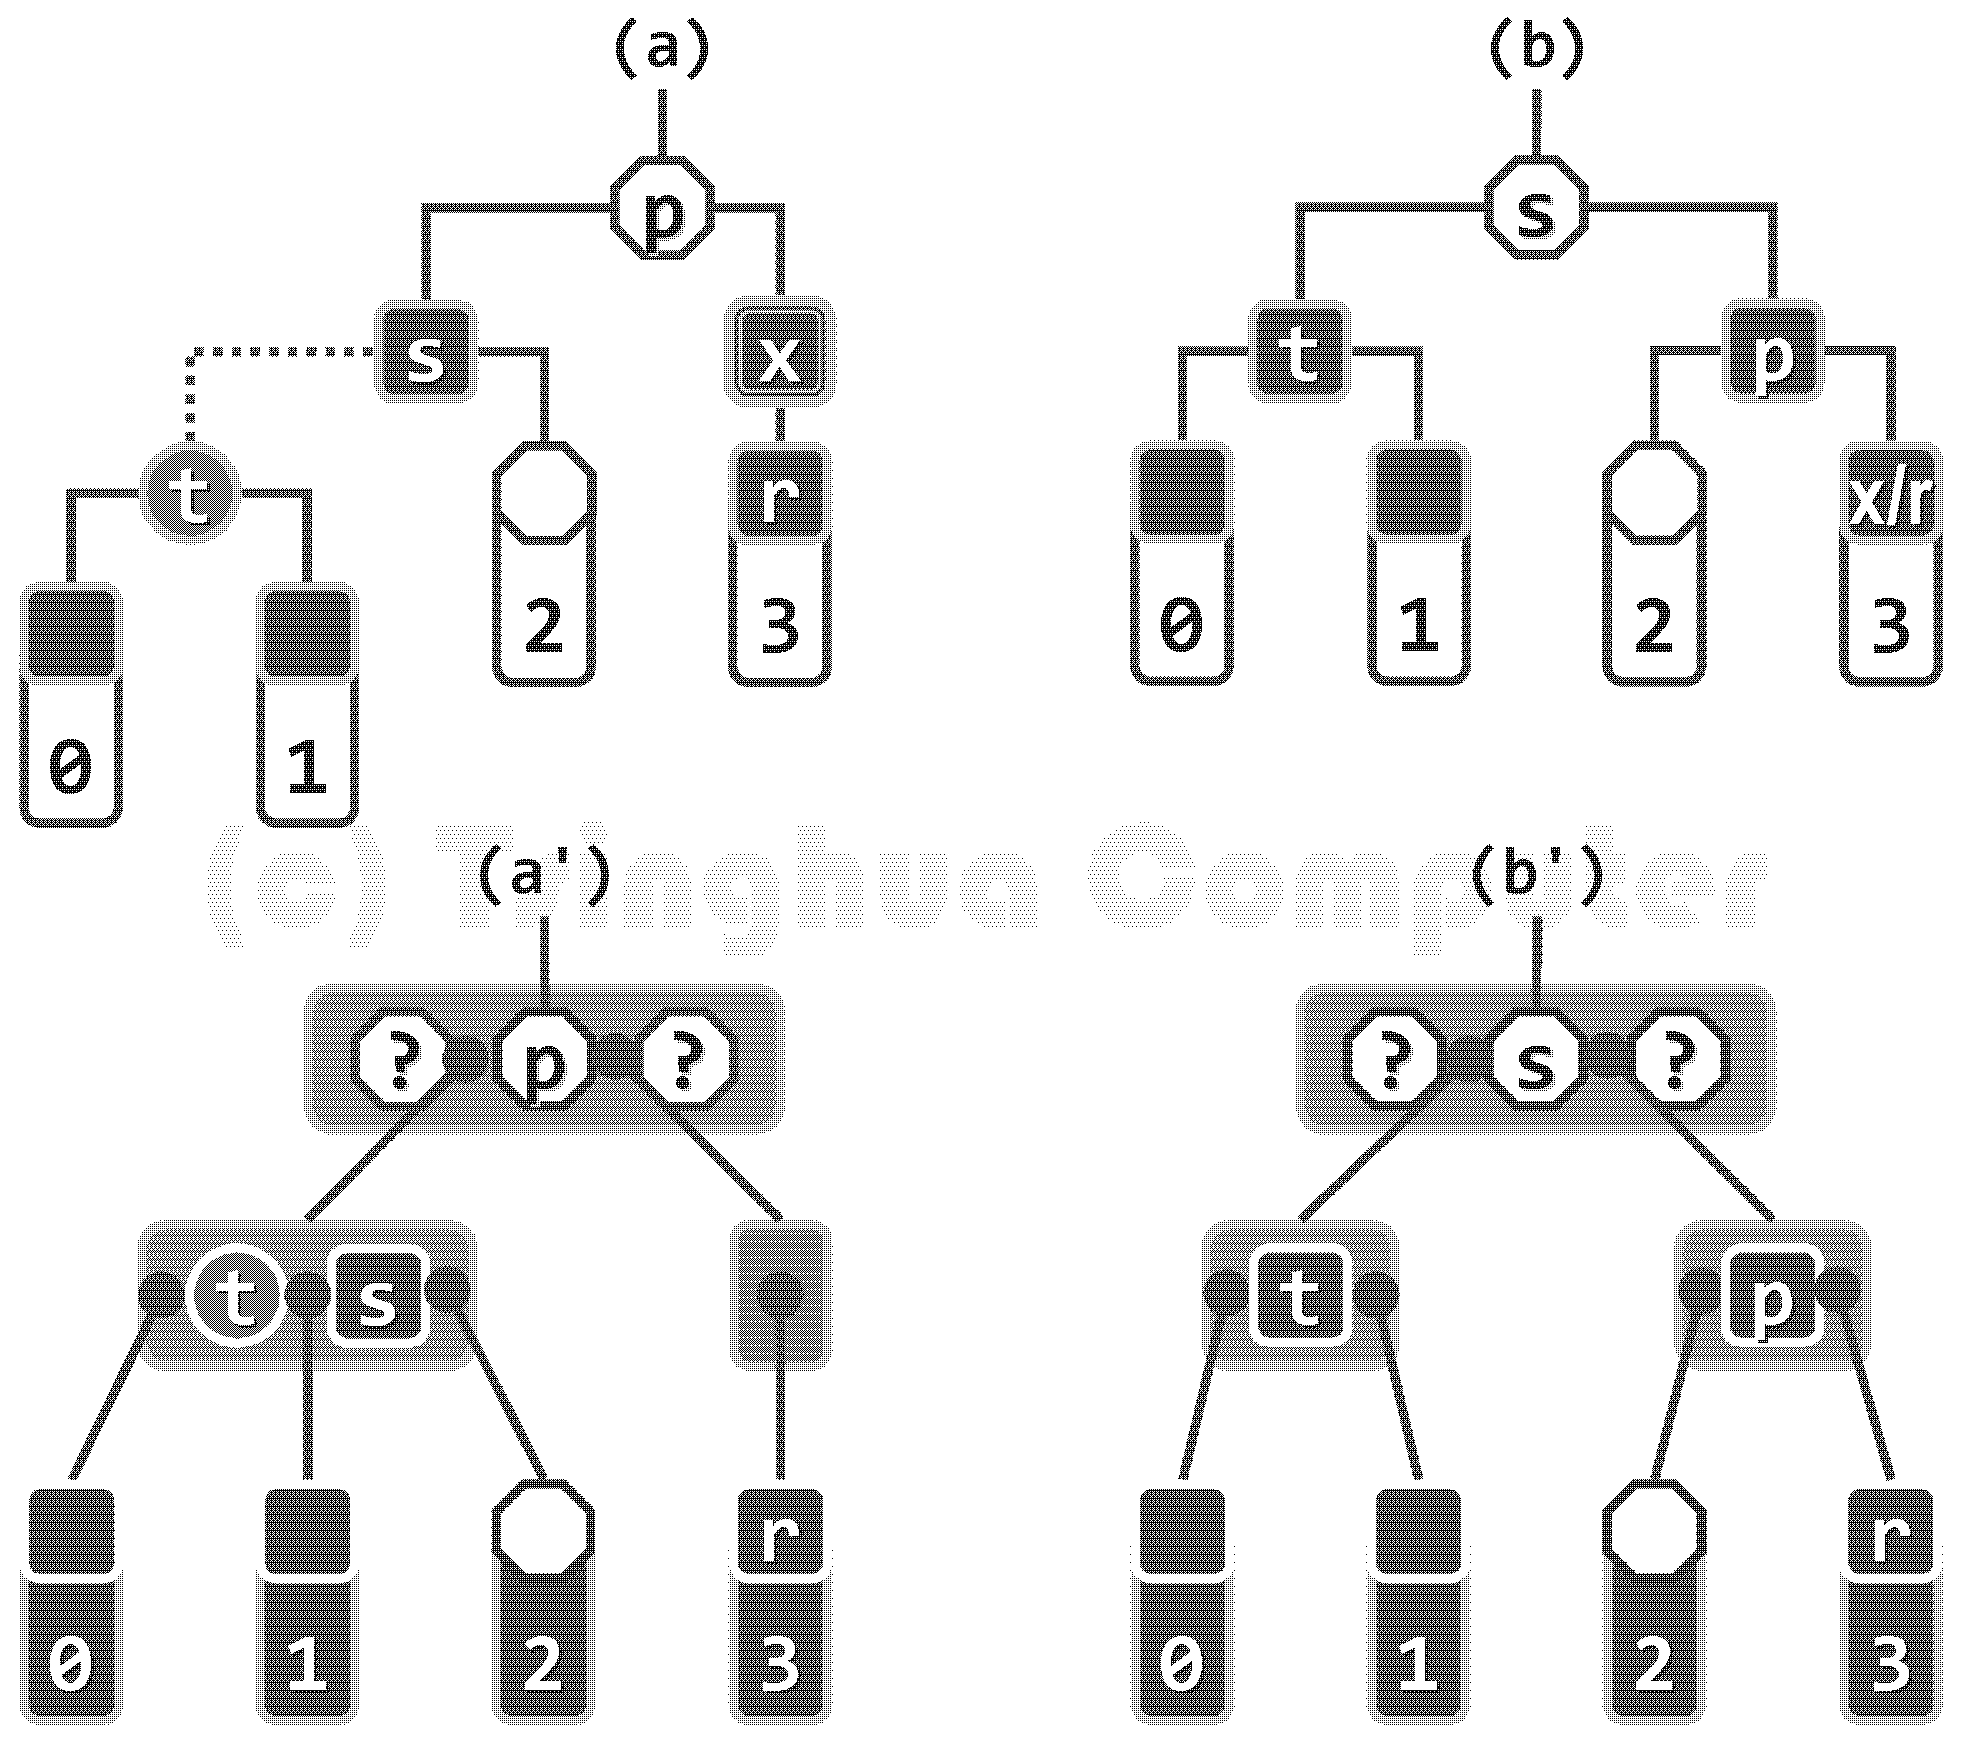 (a) (b)
p s
s x t p
t r x/r
2 3 0 1 2 3
0 1
(c) Tsinghua Computer
(a') (b')
? p ? ? s ?
t s t p
r r
0 1 2 3 0 1 2 3